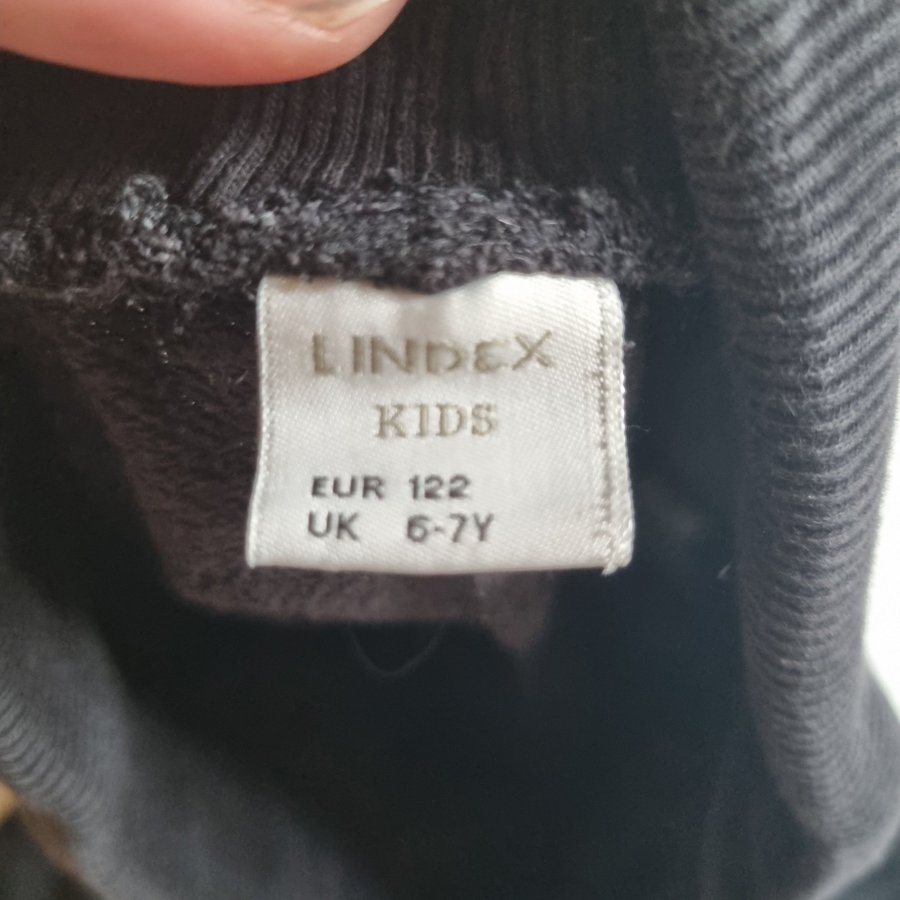 LINDEX
KIDS
EUR 122
UK 6-7Y